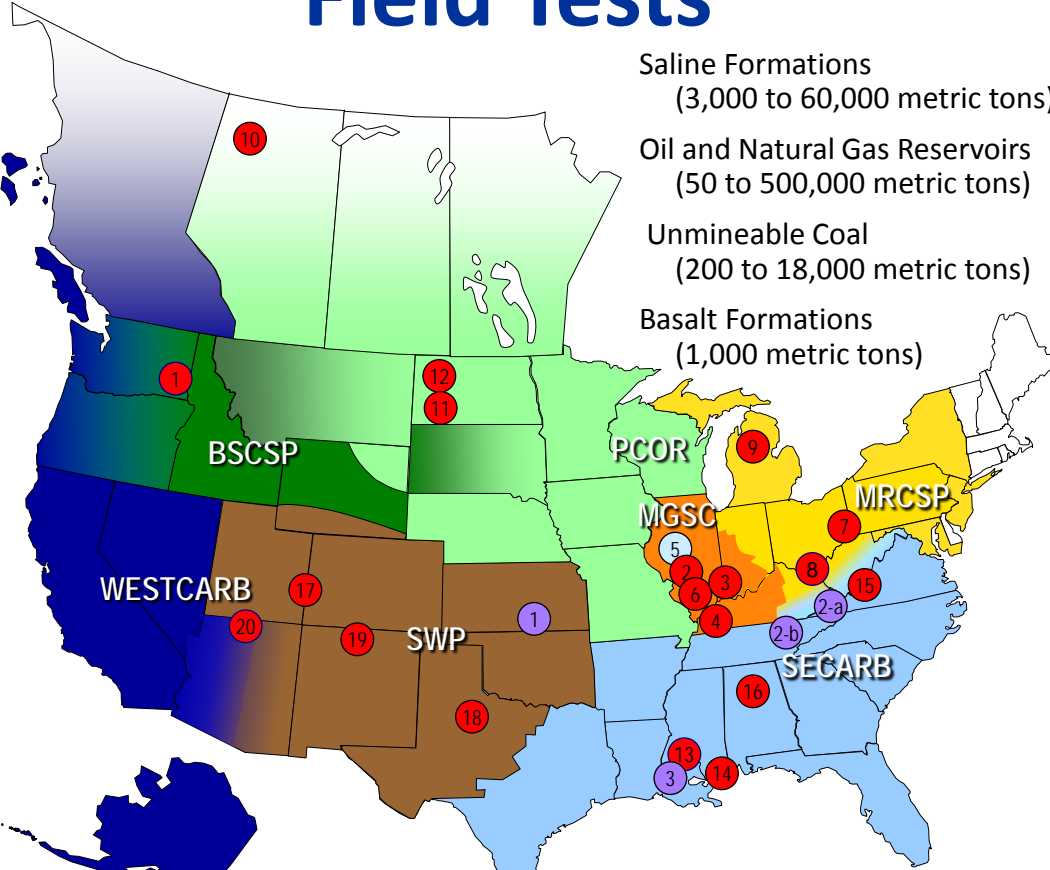 Field Tests
Saline Formations
(3,000 to 60,000 metric tons)
Oil and Natural Gas Reservoirs
(50 to 500,000 metric tons)
Unmineable Coal
(200 to 18,000 metric tons)
Basalt Formations
(1,000 metric tons)
10
1
12
11
BSCSP
PCOR
9
MRCSP
MGSC
7
5
2
3
8
6
15
WESTCARB
17
4
2-a
20
19
SWP
1
2-b
SECARB
18
16
13
3
14